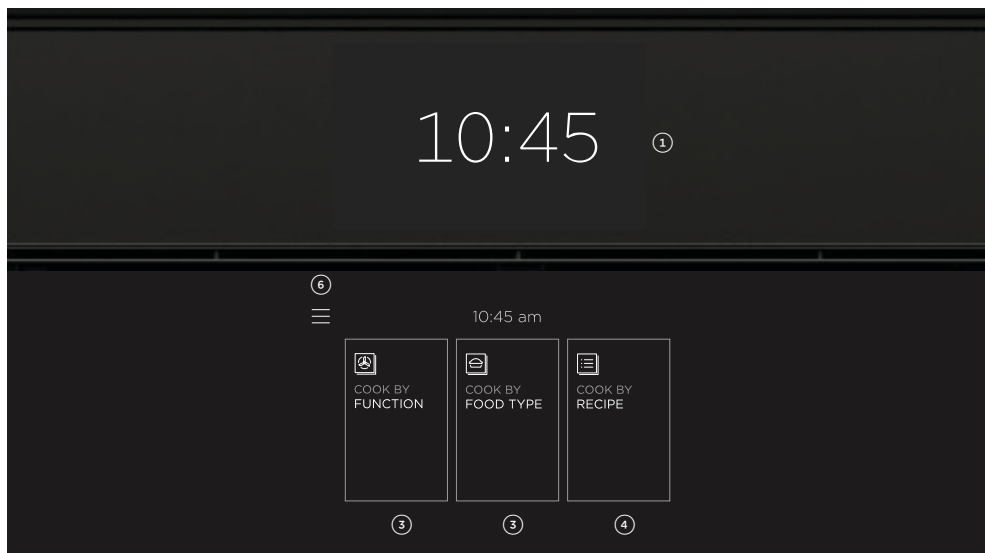 10:45
1
6
10:45 am
COOK BY
FUNCTION
COOK BY
FOOD TYPE
COOK BY
RECIPE
3
3
4